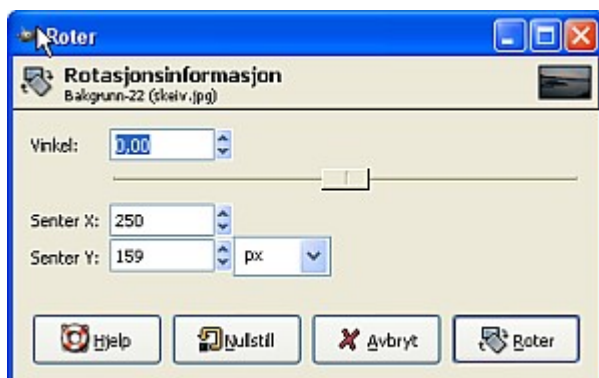 Roter
Rotasjonsinformasjon
Bakgrunn-22 (skeiv.jpg)
Vinkel: 0,00
Senter X: 250
Senter Y: 159 px
Hjelp Nullstill Avbryt Roter